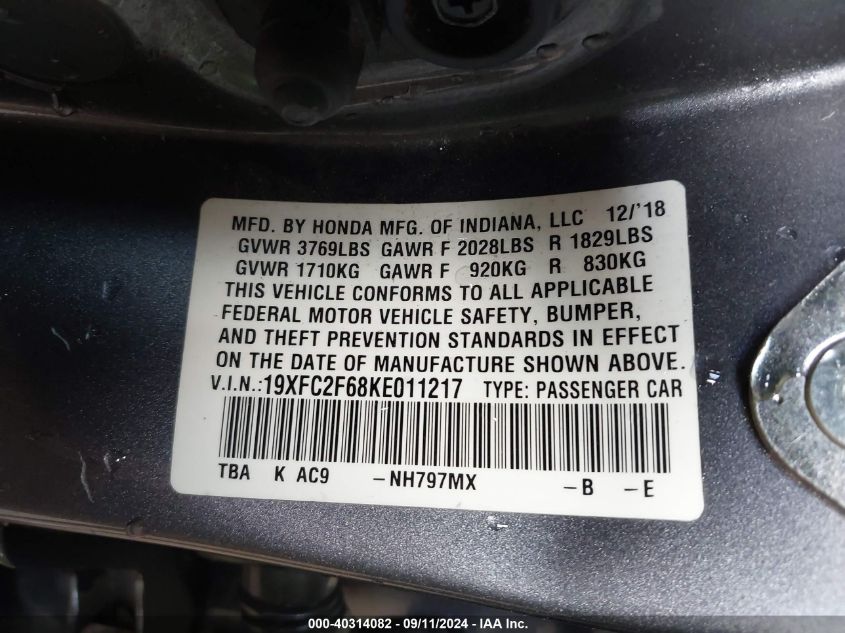 MFD. BY HONDA MFG. OF INDIANA, LLC 12/'18
GVWR 3769LBS GAWR F 2028LBS R 1829LBS
GVWR 1710KG GAWR F 920KG R 830KG
THIS VEHICLE CONFORMS TO ALL APPLICABLE
FEDERAL MOTOR VEHICLE SAFETY, BUMPER,
AND THEFT PREVENTION STANDARDS IN EFFECT
ON THE DATE OF MANUFACTURE SHOWN ABOVE.
V.I.N.:19XFC2F68KE011217 TYPE: PASSENGER CAR
TBA K AC9 -NH797MX -B -E
000-40314082 - 09/11/2024 - IAA Inc.